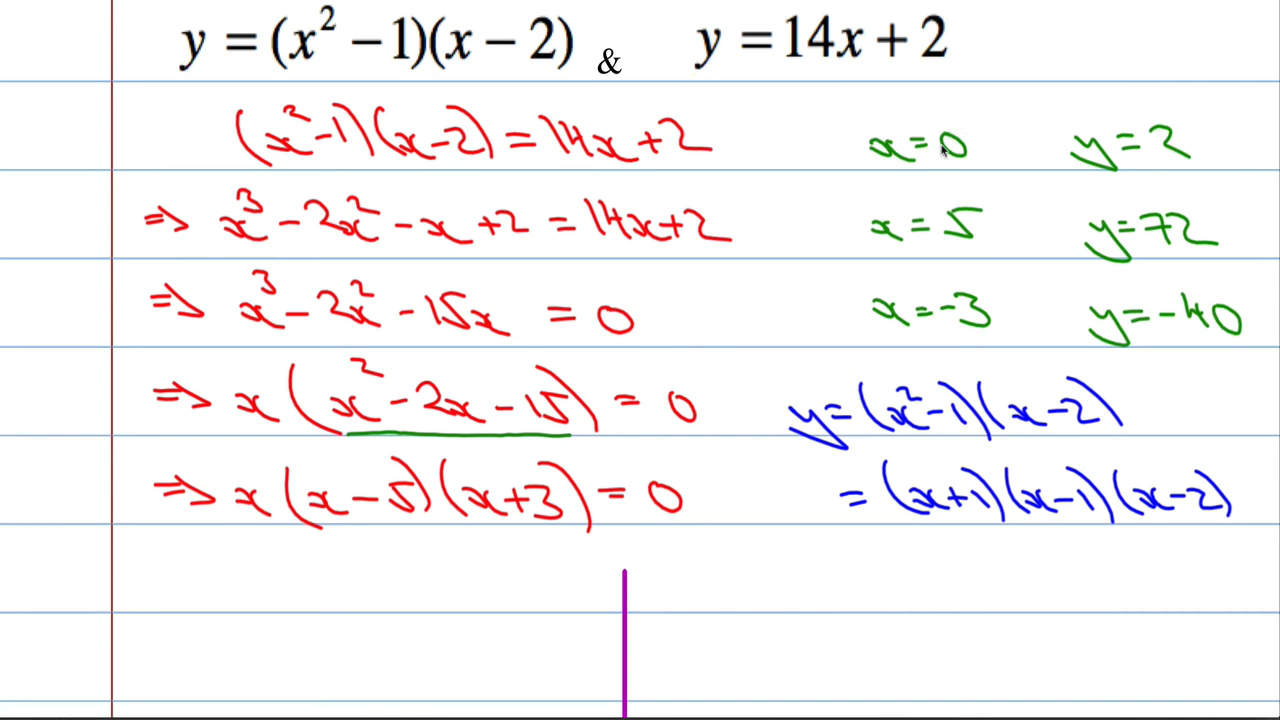 y = (x² − 1)(x − 2) & y = 14x + 2
(x²-1)(x-2) = 14x+2
⇒ x³ - 2x² - x + 2 = 14x+2
⇒ x³ - 2x² - 15x = 0
⇒ x(x² - 2x - 15) = 0
⇒ x(x-5)(x+3) = 0
x=0 y=2
x=5 y=72
x=-3 y=-40
y=(x²-1)(x-2)
=(x+1)(x-1)(x-2)